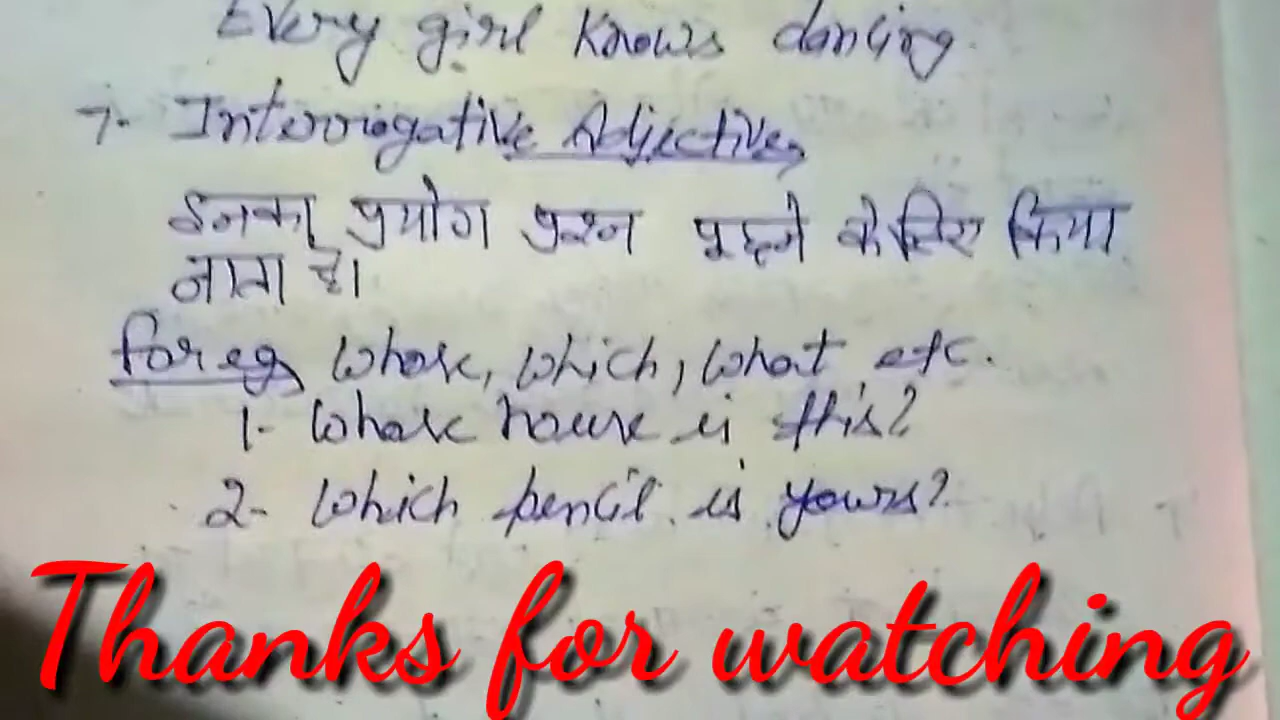 Every girl knows dancing.
7- Interrogative Adjective,
इनका प्रयोग प्रश्न पूछने के लिए किया
जाता है।
for eg, Whose, Which, What etc.
1- Whose house is this?
2- Which pencil is yours?
Thanks for watching